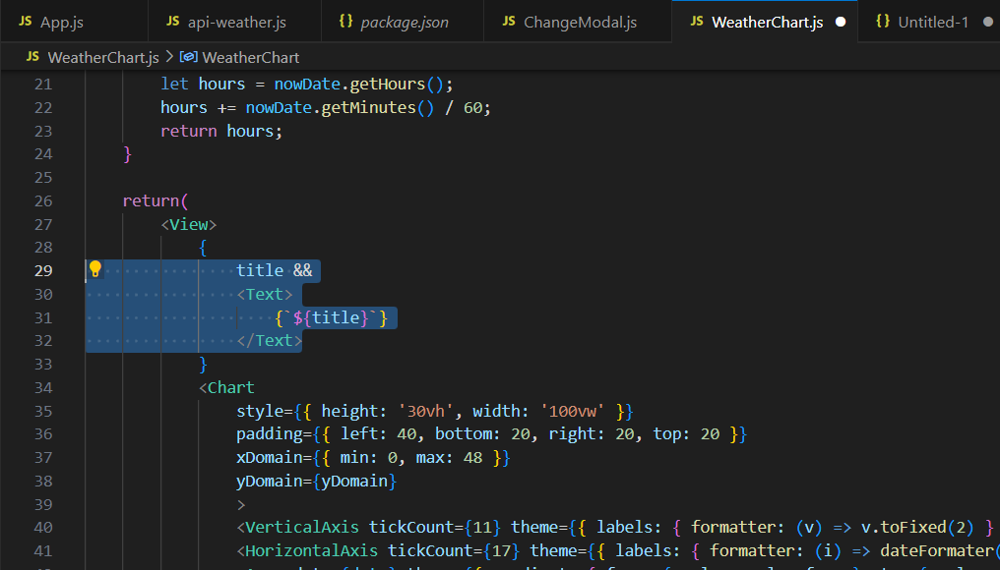 JS App.js
JS api-weather.js
{} package.json
JS ChangeModal.js
JS WeatherChart.js
{} Untitled-1
JS WeatherChart.js > WeatherChart
21 let hours = nowDate.getHours();
22 hours += nowDate.getMinutes() / 60;
23 return hours;
24 }
25
26 return(
27 <View>
28 {
29 title &&
30 <Text>
31 {`${title}`}
32 </Text>
33 }
34 <Chart
35 style={{ height: '30vh', width: '100vw' }}
36 padding={{ left: 40, bottom: 20, right: 20, top: 20 }}
37 xDomain={{ min: 0, max: 48 }}
38 yDomain={yDomain}
39 >
40 <VerticalAxis tickCount={11} theme={{ labels: { formatter: (v) => v.toFixed(2) }
41 <HorizontalAxis tickCount={17} theme={{ labels: { formatter: (i) => dateFormater(